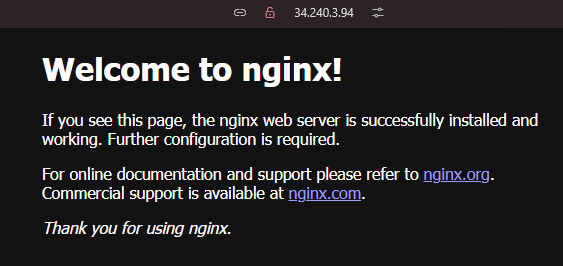 34.240.3.94
Welcome to nginx!
If you see this page, the nginx web server is successfully installed and
working. Further configuration is required.
For online documentation and support please refer to nginx.org.
Commercial support is available at nginx.com.
Thank you for using nginx.